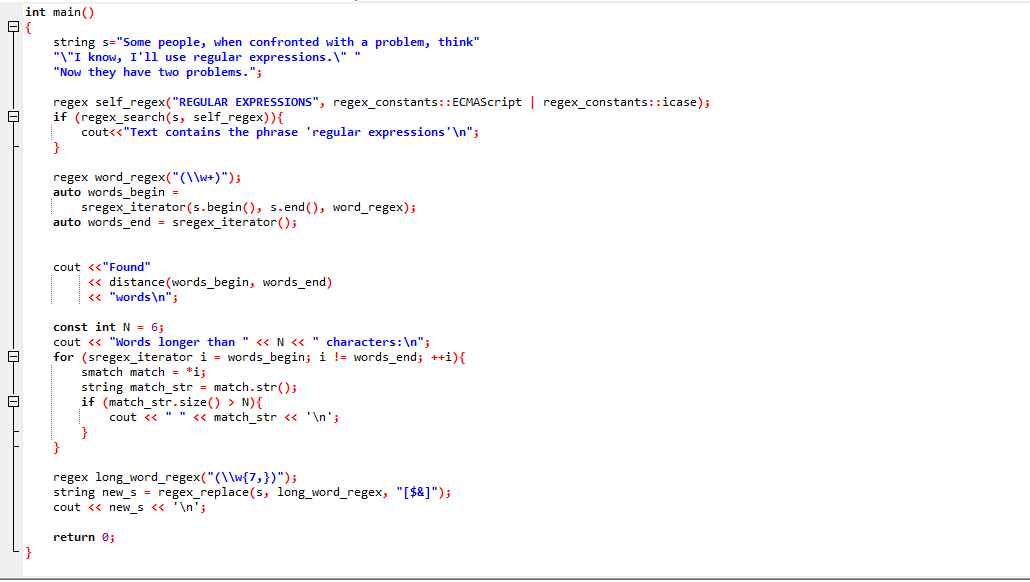 int main()
{
    string s="Some people, when confronted with a problem, think"
    "\"I know, I'll use regular expressions.\" "
    "Now they have two problems.";
    regex self_regex("REGULAR EXPRESSIONS", regex_constants::ECMAScript | regex_constants::icase);
    if (regex_search(s, self_regex)){
        cout<<"Text contains the phrase 'regular expressions'\n";
    }
    regex word_regex("(\\w+)");
    auto words_begin =
        sregex_iterator(s.begin(), s.end(), word_regex);
    auto words_end = sregex_iterator();
    cout <<"Found"
         << distance(words_begin, words_end)
         << "words\n";
    const int N = 6;
    cout << "Words longer than " << N << " characters:\n";
    for (sregex_iterator i = words_begin; i != words_end; ++i){
        smatch match = *i;
        string match_str = match.str();
        if (match_str.size() > N){
            cout << " " << match_str << '\n';
        }
    }
    regex long_word_regex("(\\w{7,})");
    string new_s = regex_replace(s, long_word_regex, "[$&]");
    cout << new_s << '\n';
    return 0;
}